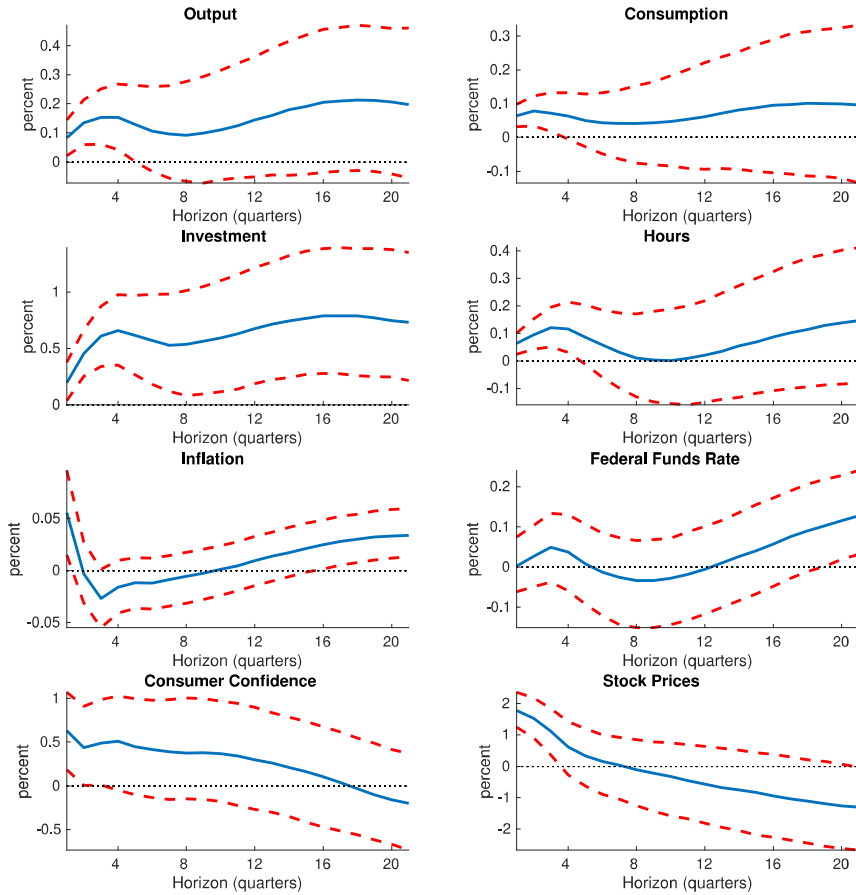 Output
percent
0.4
0.3
0.2
0.1
0
4 8 12 16 20
Horizon (quarters)
Consumption
percent
0.3
0.2
0.1
0
-0.1
4 8 12 16 20
Horizon (quarters)
Investment
percent
1
0.5
0
4 8 12 16 20
Horizon (quarters)
Hours
percent
0.4
0.3
0.2
0.1
0
-0.1
4 8 12 16 20
Horizon (quarters)
Inflation
percent
0.05
0
-0.05
4 8 12 16 20
Horizon (quarters)
Federal Funds Rate
percent
0.2
0.1
0
-0.1
4 8 12 16 20
Horizon (quarters)
Consumer Confidence
percent
1
0.5
0
-0.5
4 8 12 16 20
Horizon (quarters)
Stock Prices
percent
2
1
0
-1
-2
4 8 12 16 20
Horizon (quarters)